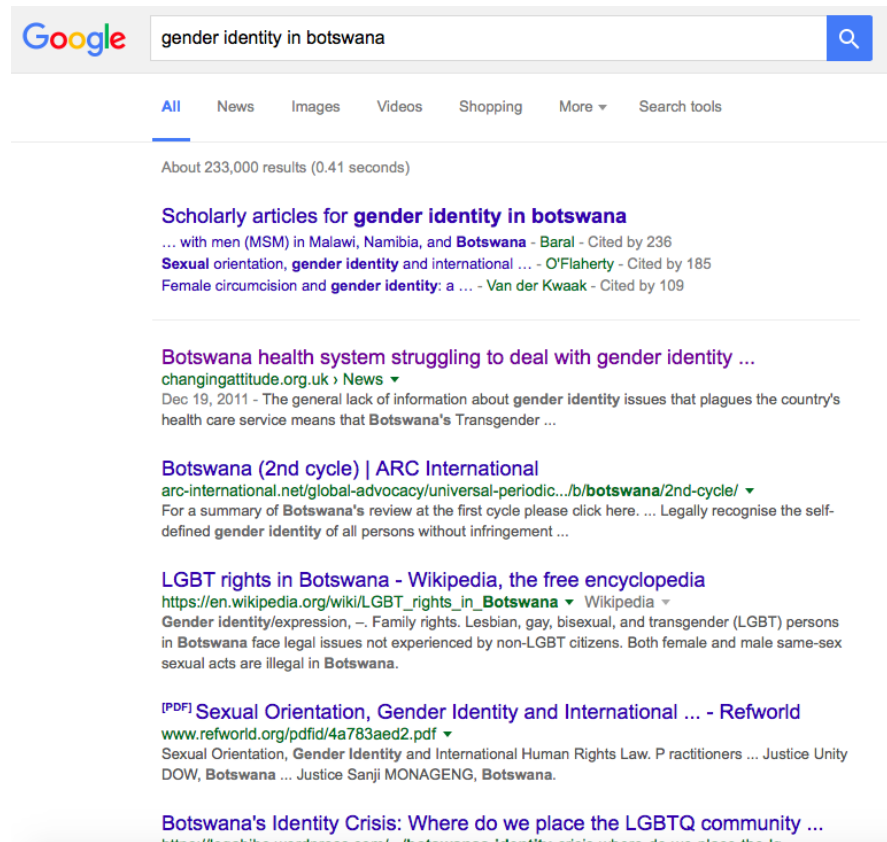 Google
gender identity in botswana
All News Images Videos Shopping More Search tools
About 233,000 results (0.41 seconds)
Scholarly articles for gender identity in botswana
... with men (MSM) in Malawi, Namibia, and Botswana - Baral - Cited by 236
Sexual orientation, gender identity and international ... - O'Flaherty - Cited by 185
Female circumcision and gender identity: a ... - Van der Kwaak - Cited by 109
Botswana health system struggling to deal with gender identity ...
changingattitude.org.uk › News
Dec 19, 2011 - The general lack of information about gender identity issues that plagues the country's
health care service means that Botswana's Transgender ...
Botswana (2nd cycle) | ARC International
arc-international.net/global-advocacy/universal-periodic.../b/botswana/2nd-cycle/
For a summary of Botswana's review at the first cycle please click here. ... Legally recognise the self-
defined gender identity of all persons without infringement ...
LGBT rights in Botswana - Wikipedia, the free encyclopedia
https://en.wikipedia.org/wiki/LGBT_rights_in_Botswana Wikipedia
Gender identity/expression, –. Family rights. Lesbian, gay, bisexual, and transgender (LGBT) persons
in Botswana face legal issues not experienced by non-LGBT citizens. Both female and male same-sex
sexual acts are illegal in Botswana.
[PDF] Sexual Orientation, Gender Identity and International ... - Refworld
www.refworld.org/pdfid/4a783aed2.pdf
Sexual Orientation, Gender Identity and International Human Rights Law. P ractitioners ... Justice Unity
DOW, Botswana ... Justice Sanji MONAGENG, Botswana.
Botswana's Identity Crisis: Where do we place the LGBTQ community ...